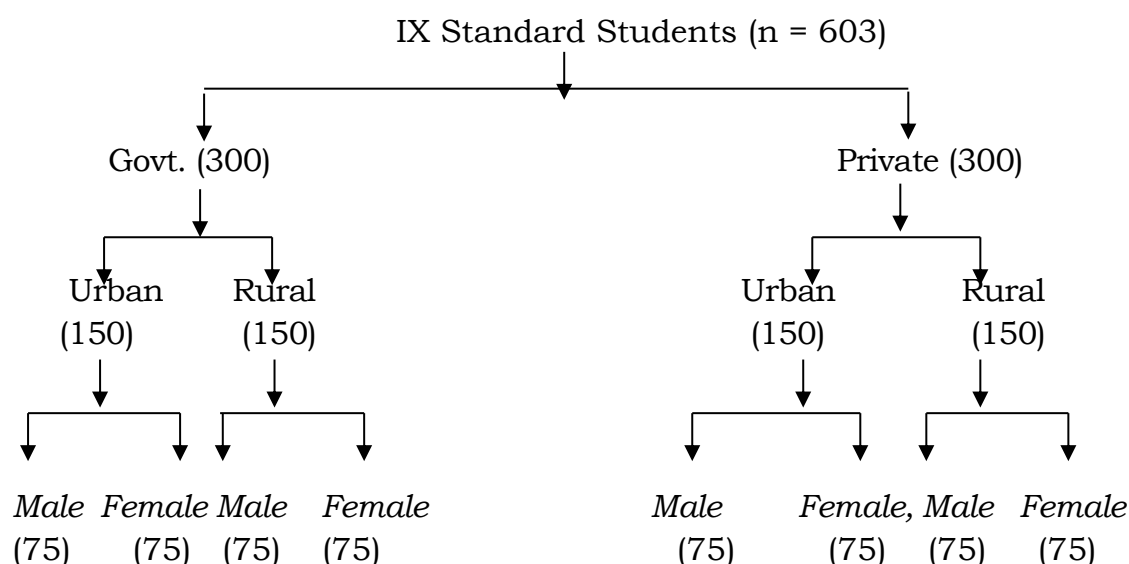 IX Standard Students (n = 603)
Govt. (300) Private (300)
Urban Rural Urban Rural
(150) (150) (150) (150)
Male Female Male Female Male Female, Male Female
(75) (75) (75) (75) (75) (75) (75) (75)